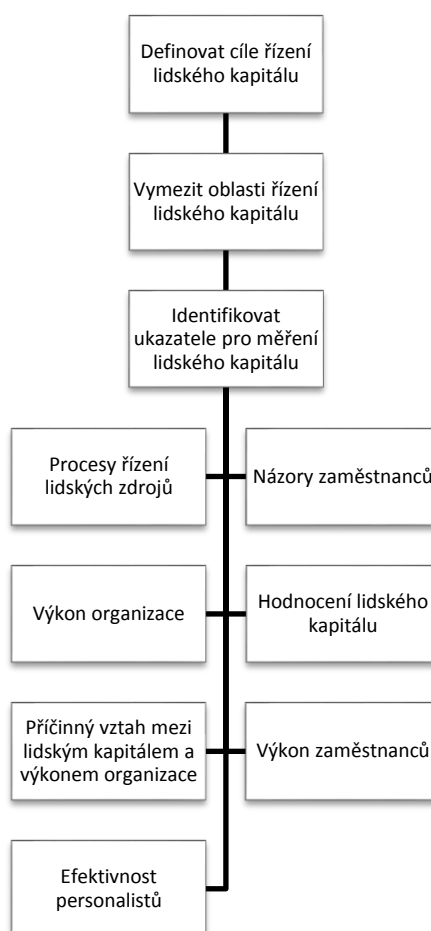 Definovat cíle řízení
lidského kapitálu
Vymezit oblasti řízení
lidského kapitálu
Identifikovat
ukazatele pro měření
lidského kapitálu
Procesy řízení
lidských zdrojů
Názory zaměstnanců
Výkon organizace
Hodnocení lidského
kapitálu
Příčinný vztah mezi
lidským kapitálem a
výkonem organizace
Výkon zaměstnanců
Efektivnost
personalistů